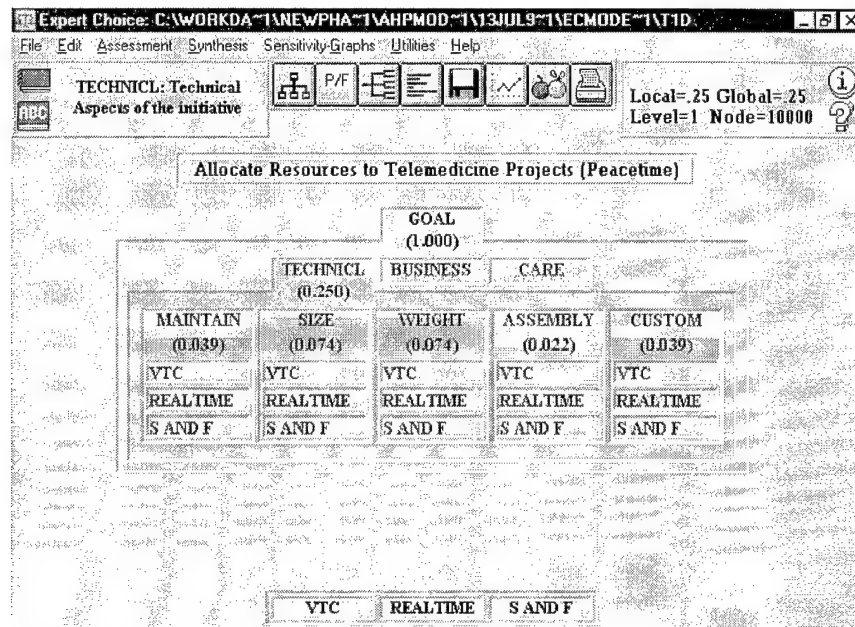 Expert Choice: C:\WORKDA~1\NEWPHA~1\AHPMOD~1\13JUL9~1\ECMODE~1\T1D
File Edit Assessment Synthesis Sensitivity-Graphs Utilities Help
TECHNICL: Technical
Aspects of the initiative
ABC
P/F
Local=.25 Global=.25
Level=1 Node=10000
Allocate Resources to Telemedicine Projects (Peacetime)
GOAL
(1.000)
TECHNICL BUSINESS CARE
(0.250)
MAINTAIN SIZE WEIGHT ASSEMBLY CUSTOM
(0.039) (0.074) (0.074) (0.022) (0.039)
VTC VTC VTC VTC VTC
REALTIME REALTIME REALTIME REALTIME REALTIME
S AND F S AND F S AND F S AND F S AND F
VTC REALTIME S AND F